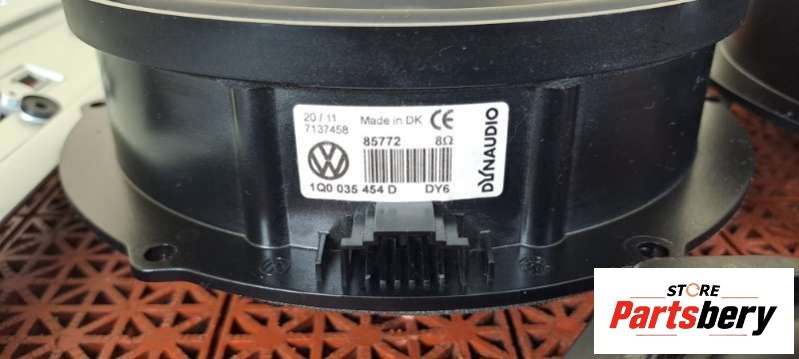 20/11 Made in DK CE
7137458
85772 8Ω
1Q0 035 454 D DY6
DYNAUDIO
STORE
Partsbery